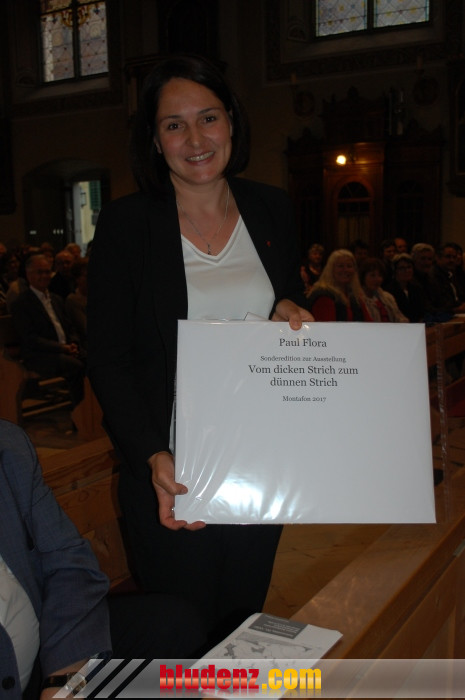 Paul Flora
Sonderedition zur Ausstellung
Vom dicken Strich zum
dünnen Strich
Montafon 2017
bludenz.com